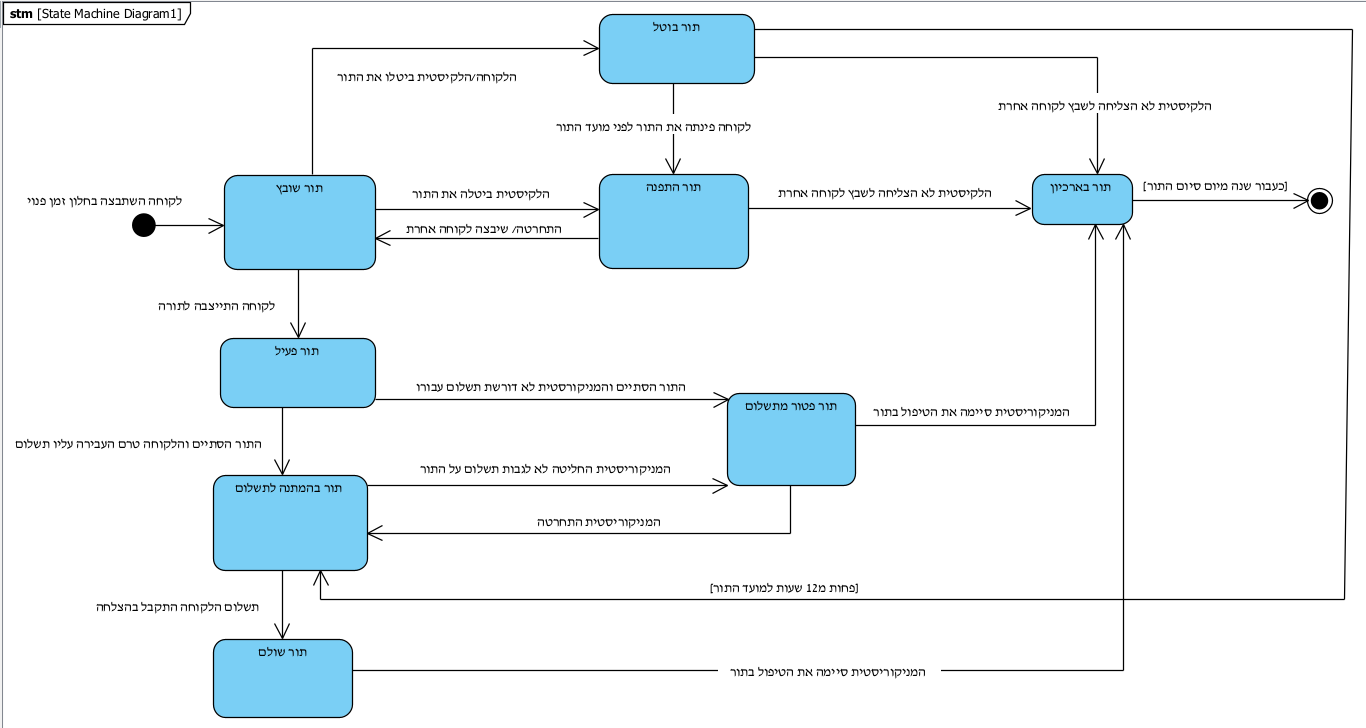 stm [State Machine Diagram1]
תור בוטל
הלקוחה/הלקיסטית ביטלו את התור
הלקיסטית לא הצליחה לשבץ לקוחה אחרת
לקוחה פינתה את התור לפני מועד התור
תור שובץ
תור התפנה
תור בארכיון
[כעבור שנה מיום סיום התור]
הלקיסטית ביטלה את התור
הלקיסטית לא הצליחה לשבץ לקוחה אחרת
לקוחה השתבצה בחלון זמן פנוי
התחרטה/ שיבצה לקוחה אחרת
לקוחה התייצבה לתורה
תור פעיל
התור הסתיים והמניקורסטית לא דורשת תשלום עבורו
תור פטור מתשלום
המניקוריסטית סיימה את הטיפול בתור
התור הסתיים והלקוחה טרם העבירה עליו תשלום
המניקוריסטית החליטה לא לגבות תשלום על התור
תור בהמתנה לתשלום
המניקוריסטית התחרטה
[פחות מ12 שעות למועד התור]
תשלום הלקוחה התקבל בהצלחה
תור שולם
המניקוריסטית סיימה את הטיפול בתור